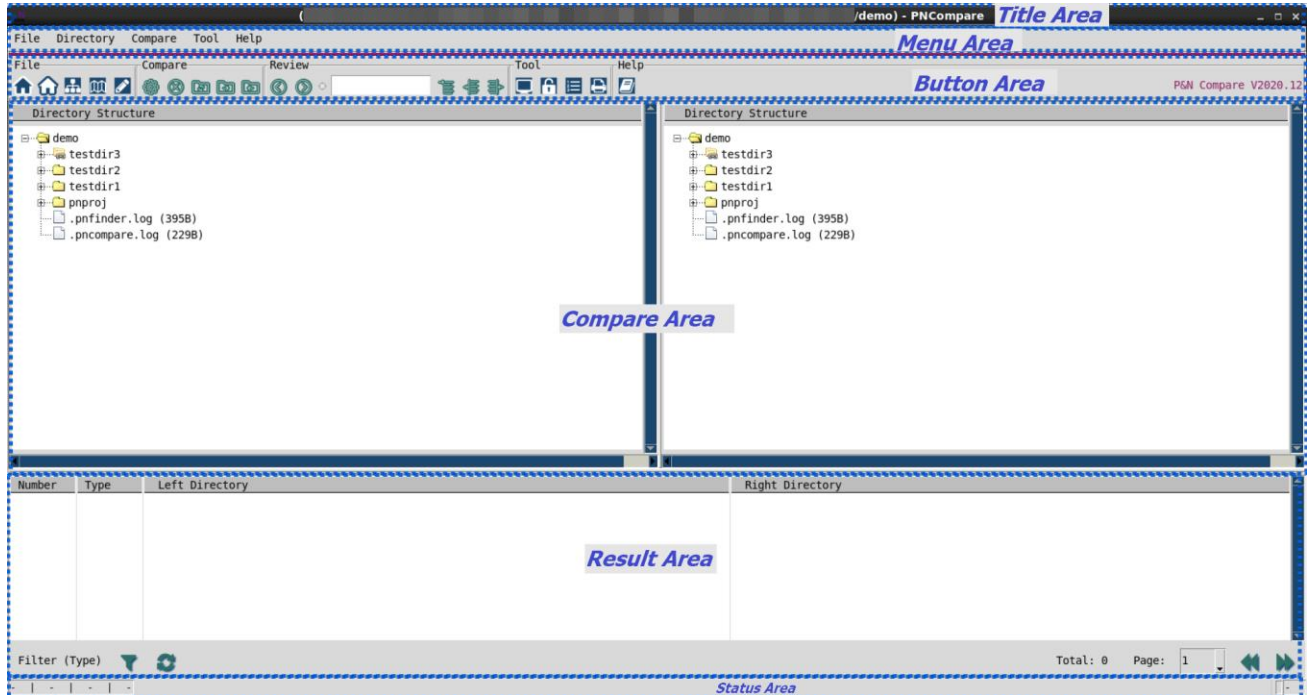 ( /demo) - PNCompare Title Area
File Directory Compare Tool Help Menu Area
File Compare Review Tool Help
Button Area P&N Compare V2020.12
Directory Structure Directory Structure
demo demo
testdir3 testdir3
testdir2 testdir2
testdir1 testdir1
pnproj pnproj
.pnfinder.log (395B) .pnfinder.log (395B)
.pncompare.log (229B) .pncompare.log (229B)
Compare Area
Number Type Left Directory Right Directory
Result Area
Filter (Type) Total: 0 Page: 1
- | - | - | - Status Area -